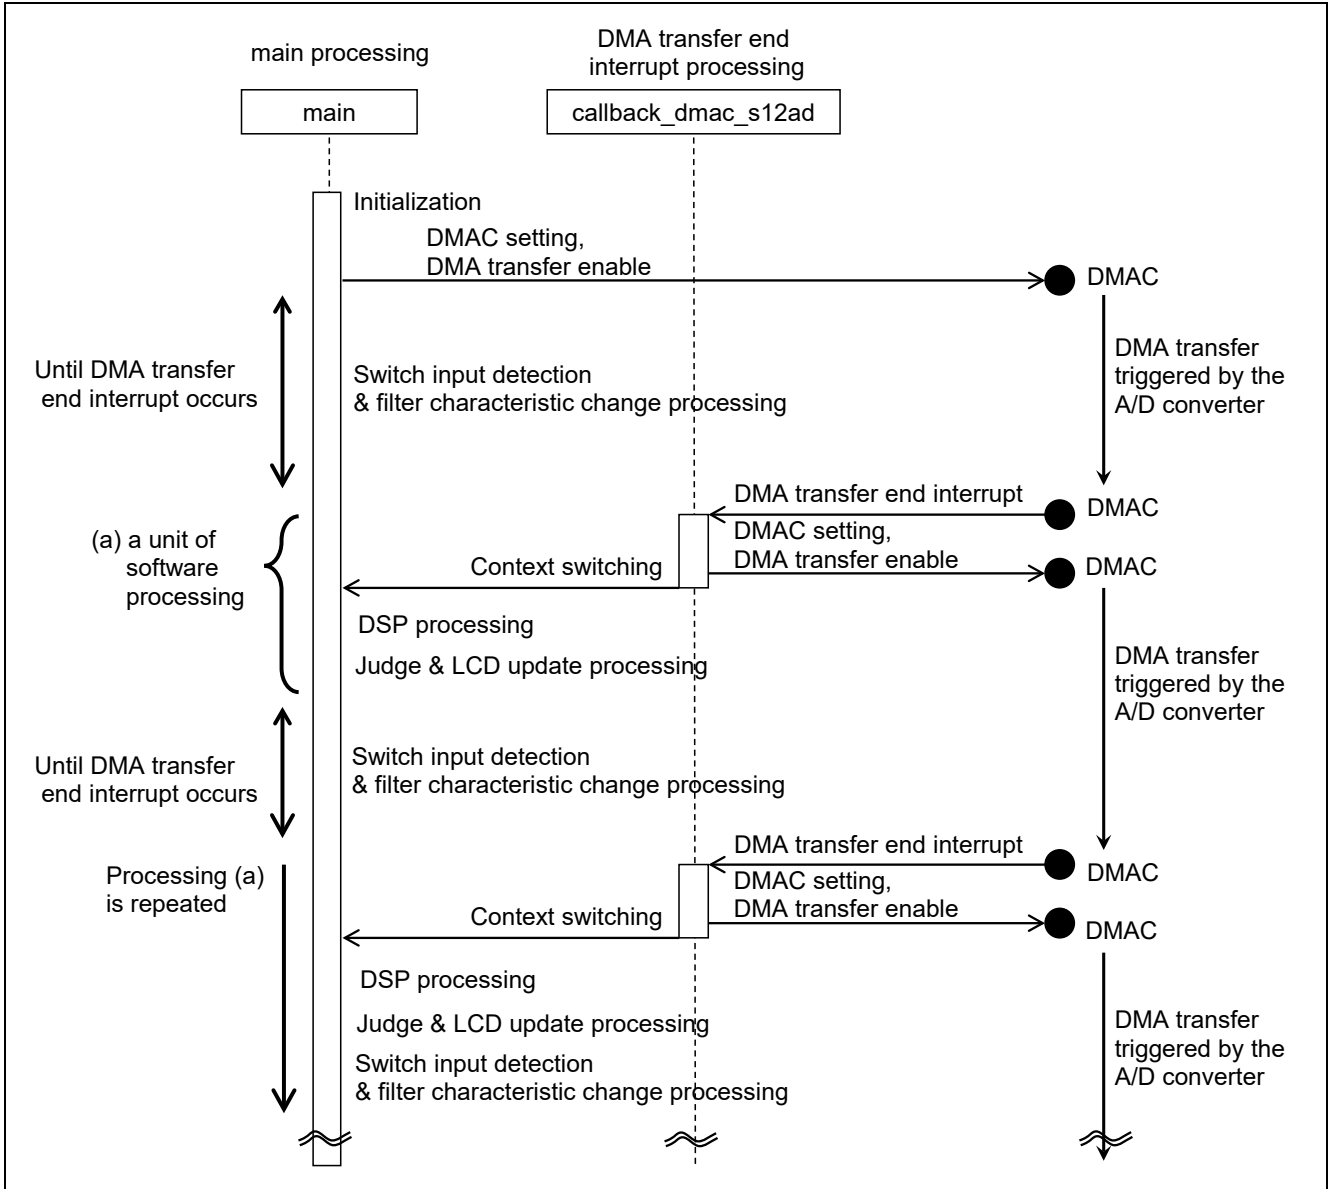 main processing
DMA transfer end
interrupt processing
main
callback_dmac_s12ad
Initialization
DMAC setting,
DMA transfer enable
DMAC
Until DMA transfer
end interrupt occurs
Switch input detection
& filter characteristic change processing
DMA transfer
triggered by the
A/D converter
DMA transfer end interrupt
DMAC
(a) a unit of
software
processing
DMAC setting,
DMA transfer enable
DMAC
Context switching
DSP processing
Judge & LCD update processing
DMA transfer
triggered by the
A/D converter
Until DMA transfer
end interrupt occurs
Switch input detection
& filter characteristic change processing
DMA transfer end interrupt
DMAC
Processing (a)
is repeated
DMAC setting,
DMA transfer enable
DMAC
Context switching
DSP processing
Judge & LCD update processing
Switch input detection
& filter characteristic change processing
DMA transfer
triggered by the
A/D converter